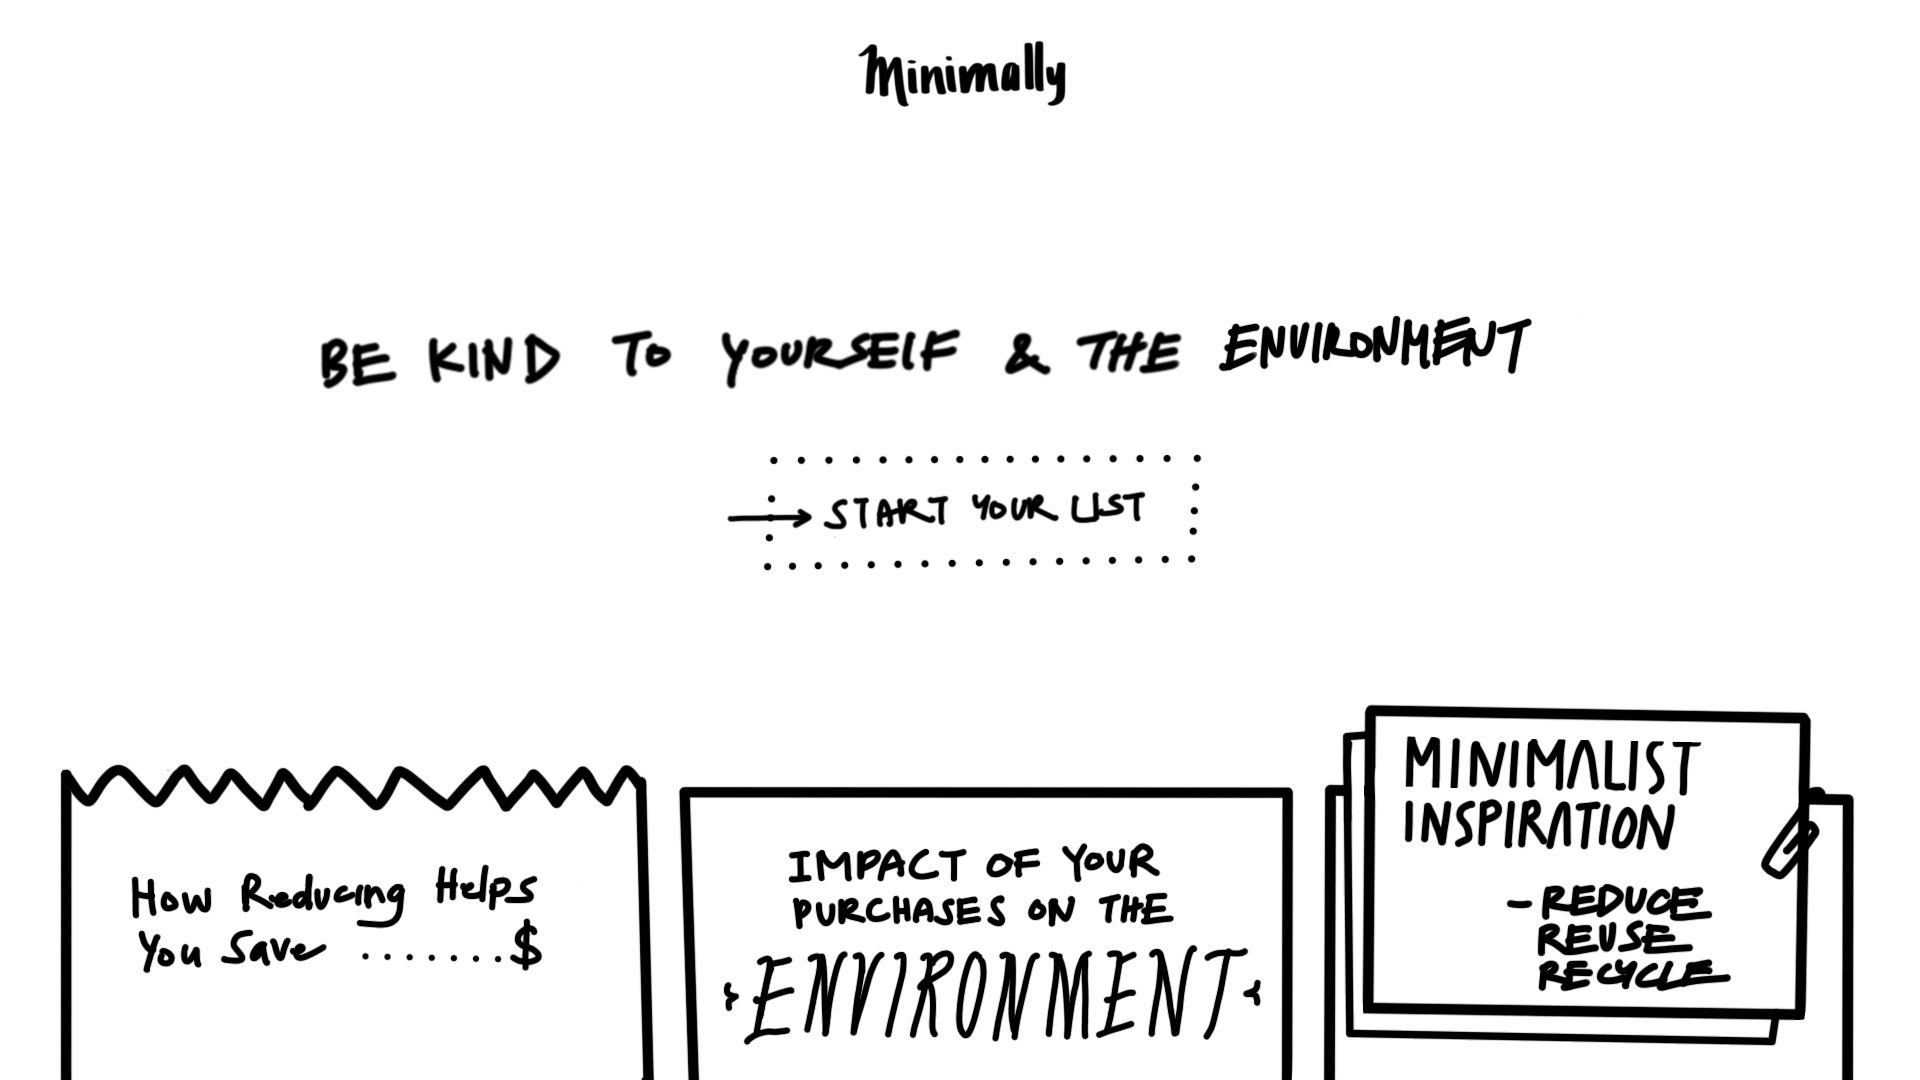 Minimally
BE KIND TO YOURSELF & THE ENVIRONMENT
START YOUR LIST
How Reducing Helps
You Save ........$
IMPACT OF YOUR
PURCHASES ON THE
ENVIRONMENT
MINIMALIST
INSPIRATION
- REDUCE
REUSE
RECYCLE